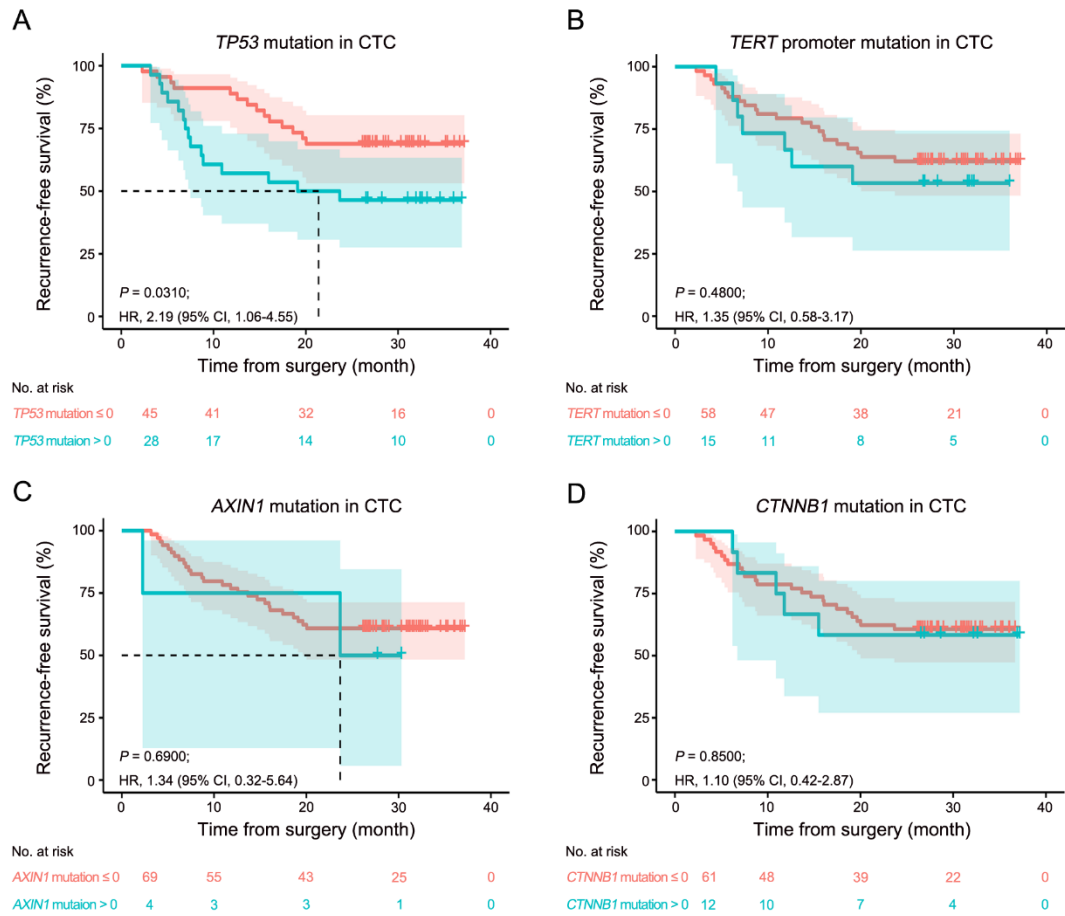 A
TP53 mutation in CTC
Recurrence-free survival (%)
100
75
50
25
0
P = 0.0310;
HR, 2.19 (95% CI, 1.06-4.55)
0 10 20 30 40
Time from surgery (month)
No. at risk
TP53 mutation ≤ 0 45 41 32 16 0
TP53 mutaion > 0 28 17 14 10 0
B
TERT promoter mutation in CTC
Recurrence-free survival (%)
100
75
50
25
0
P = 0.4800;
HR, 1.35 (95% CI, 0.58-3.17)
0 10 20 30 40
Time from surgery (month)
No. at risk
TERT mutation ≤ 0 58 47 38 21 0
TERT mutation > 0 15 11 8 5 0
C
AXIN1 mutation in CTC
Recurrence-free survival (%)
100
75
50
25
0
P = 0.6900;
HR, 1.34 (95% CI, 0.32-5.64)
0 10 20 30 40
Time from surgery (month)
No. at risk
AXIN1 mutation ≤ 0 69 55 43 25 0
AXIN1 mutaion > 0 4 3 3 1 0
D
CTNNB1 mutation in CTC
Recurrence-free survival (%)
100
75
50
25
0
P = 0.8500;
HR, 1.10 (95% CI, 0.42-2.87)
0 10 20 30 40
Time from surgery (month)
No. at risk
CTNNB1 mutation ≤ 0 61 48 39 22 0
CTNNB1 mutation > 0 12 10 7 4 0